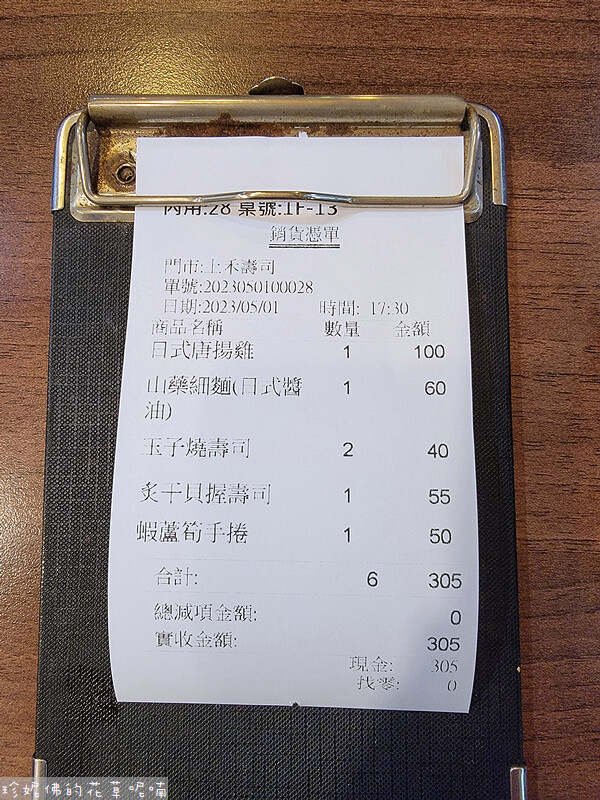 內用:28 桌號:1F-13
銷貨憑單
門市:上禾壽司
單號:2023050100028
日期:2023/05/01 時間: 17:30
商品名稱 數量 金額
日式唐揚雞 1 100
山藥細麵(日式醬
油) 1 60
玉子燒壽司 2 40
炙干貝握壽司 1 55
蝦蘆筍手捲 1 50
合計: 6 305
總減項金額: 0
實收金額: 305
現金: 305
找零: 0
珍妮佛的花草呢喃